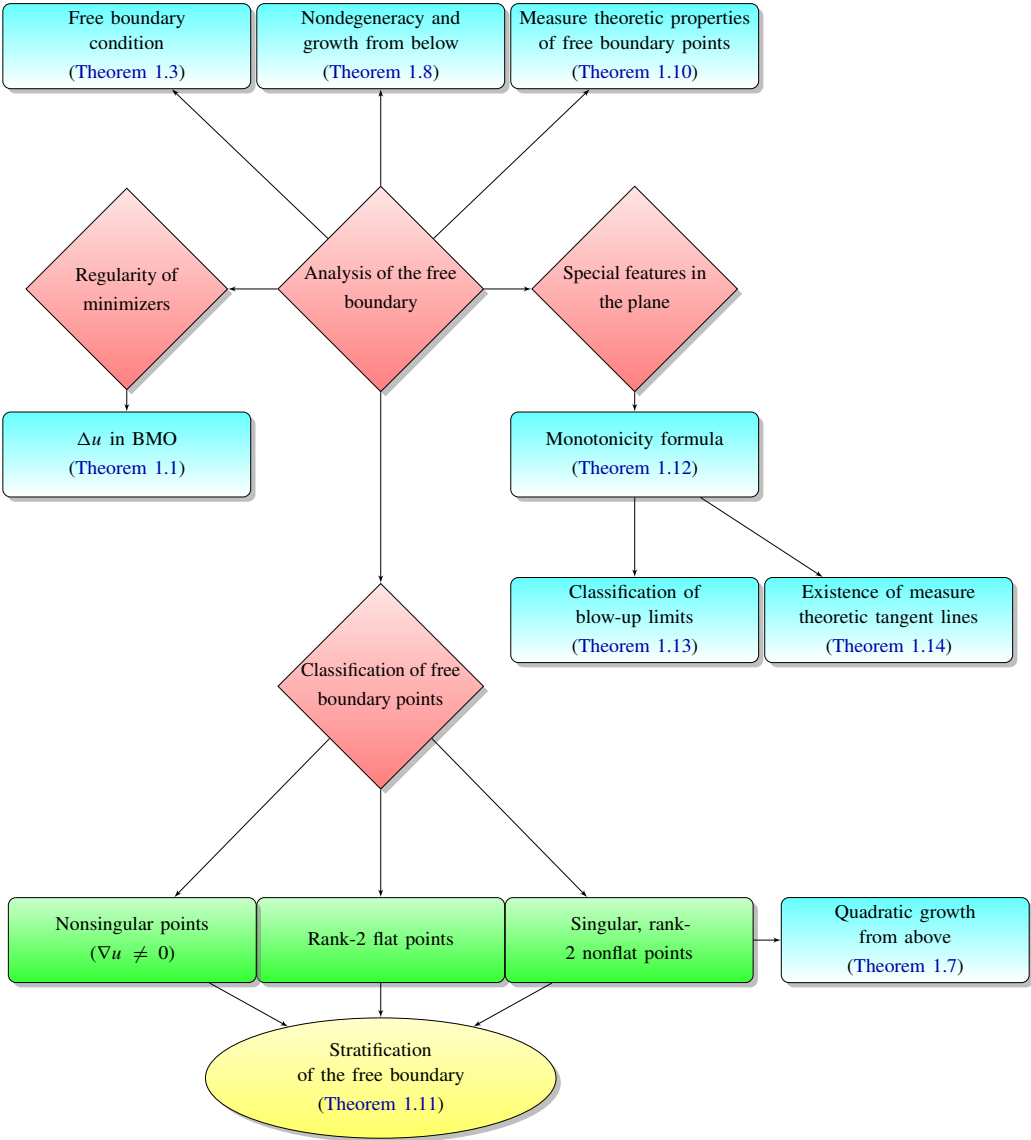 Free boundary
condition
(Theorem 1.3)
Nondegeneracy and
growth from below
(Theorem 1.8)
Measure theoretic properties
of free boundary points
(Theorem 1.10)
Regularity of
minimizers
Analysis of the free
boundary
Special features in
the plane
Δu in BMO
(Theorem 1.1)
Monotonicity formula
(Theorem 1.12)
Classification of
blow-up limits
(Theorem 1.13)
Existence of measure
theoretic tangent lines
(Theorem 1.14)
Classification of free
boundary points
Nonsingular points
(∇u ≠ 0)
Rank-2 flat points
Singular, rank-
2 nonflat points
Quadratic growth
from above
(Theorem 1.7)
Stratification
of the free boundary
(Theorem 1.11)